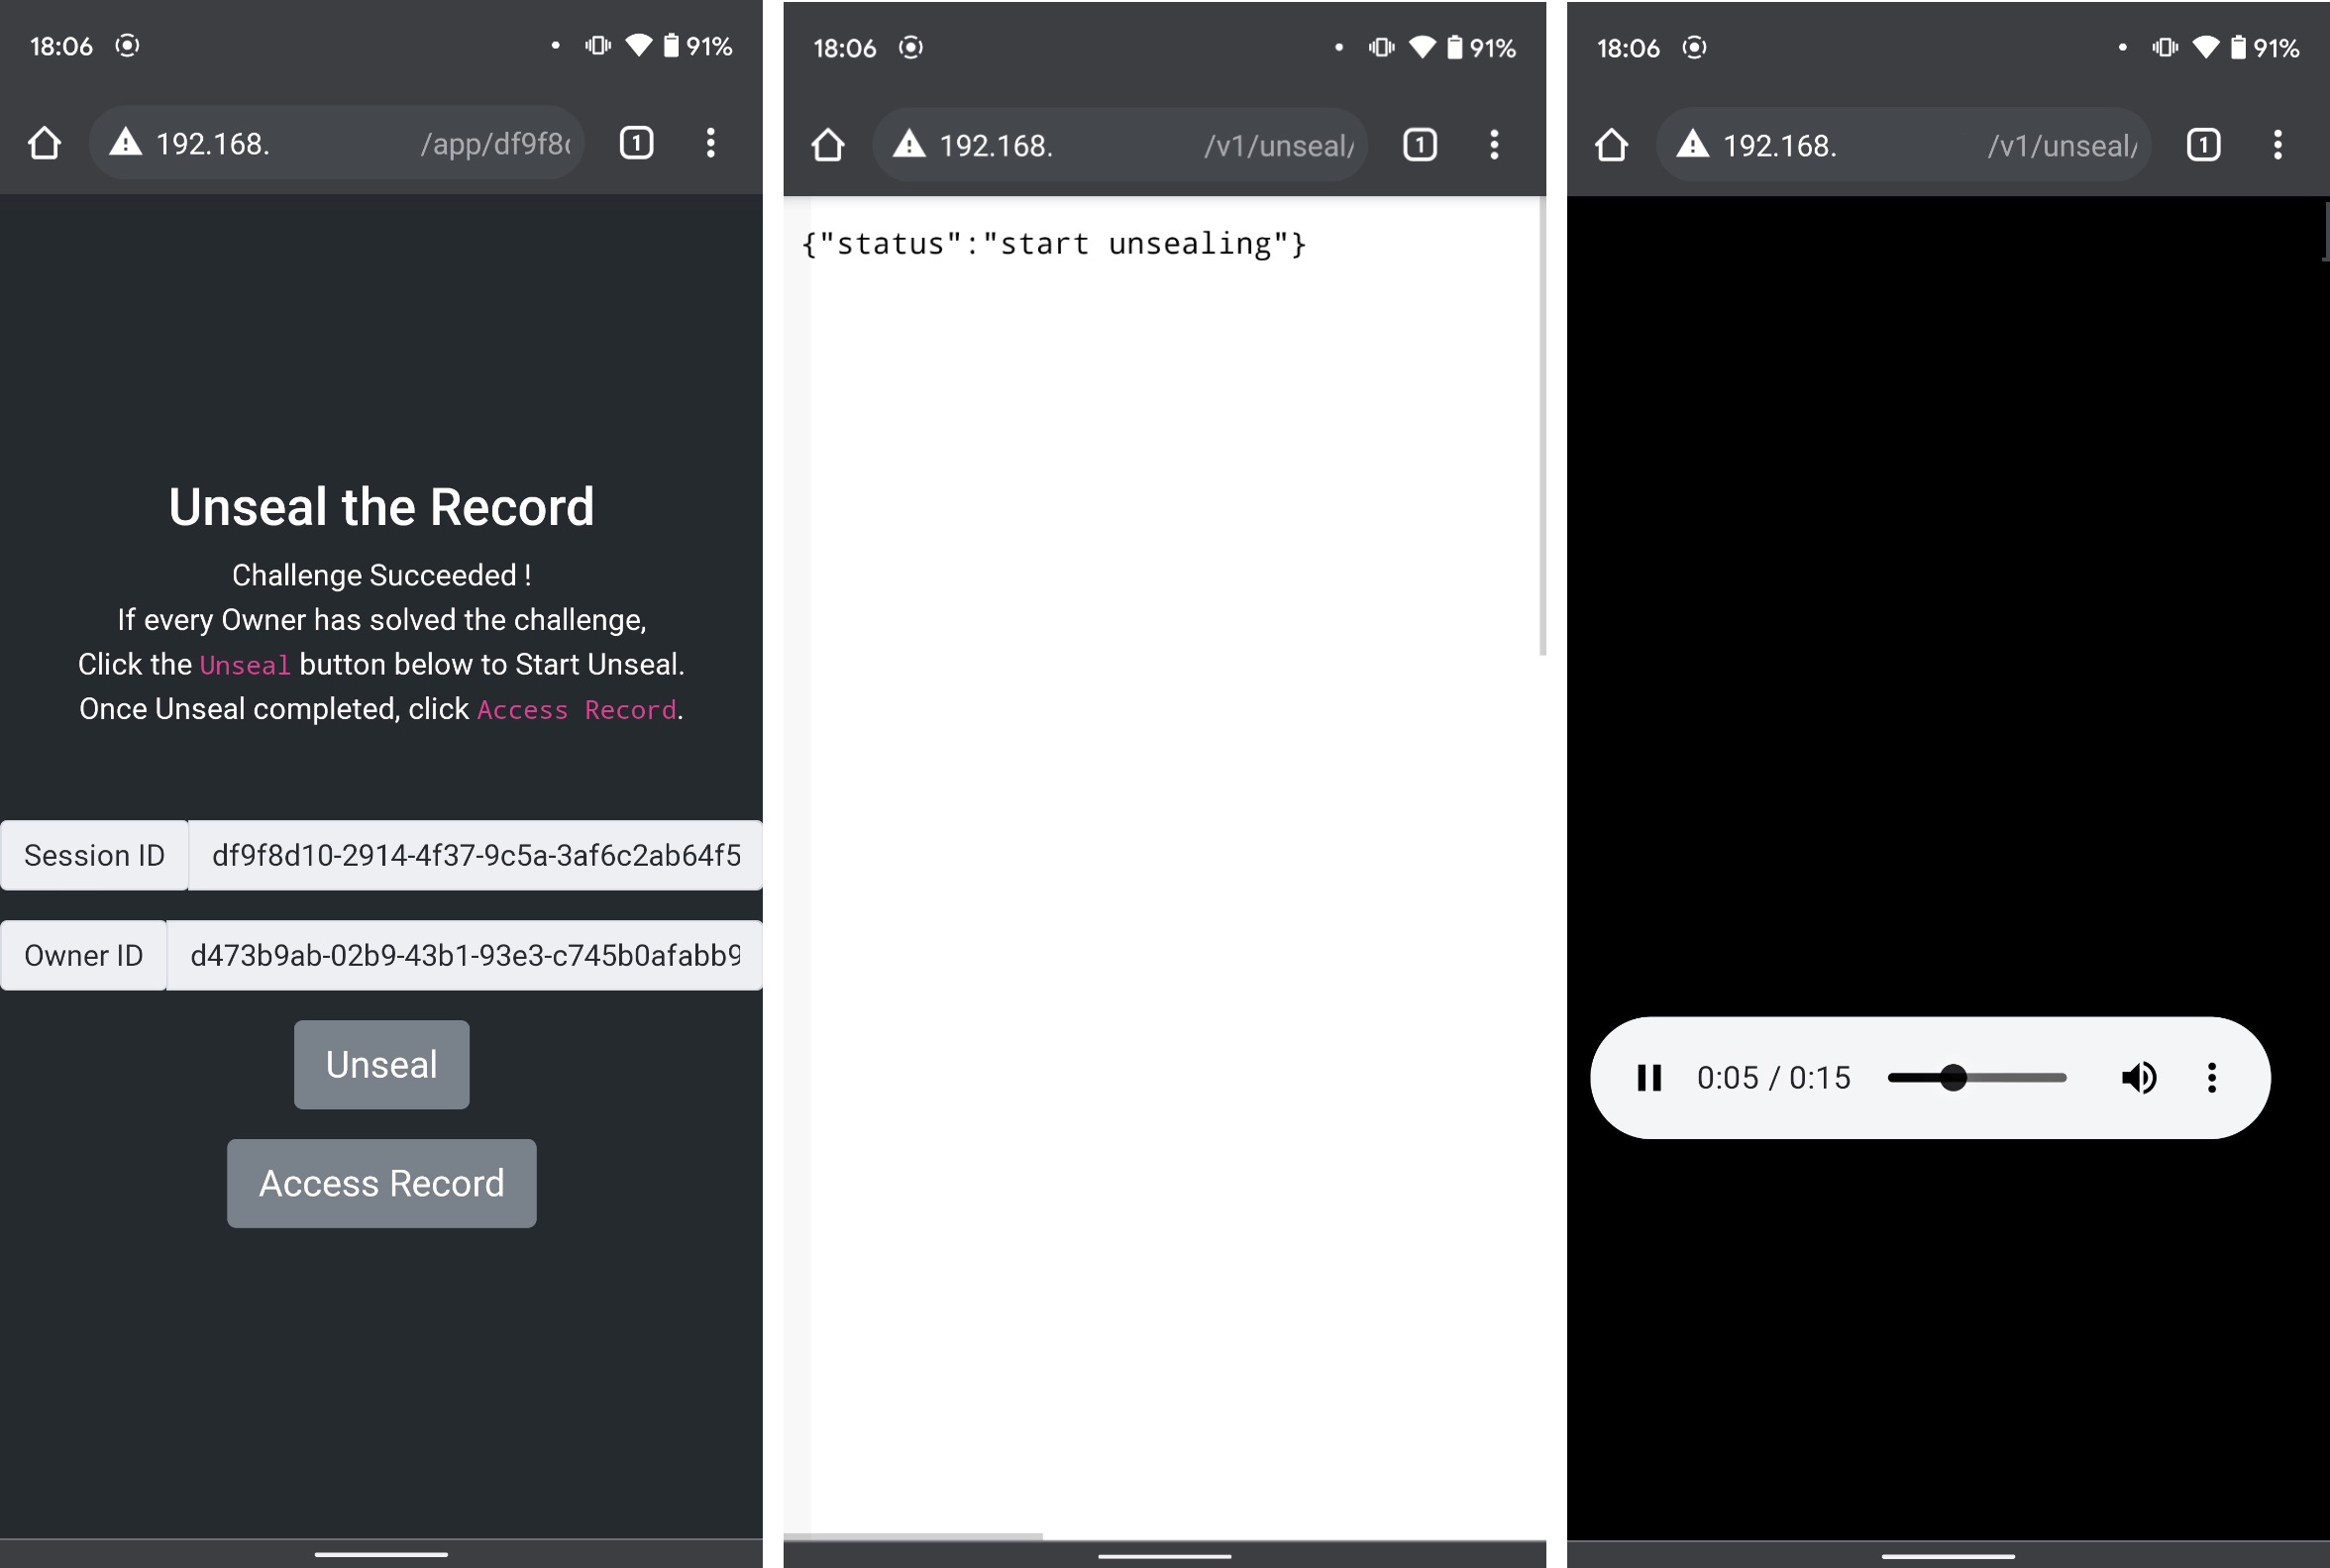 18:06
91%
192.168.
/app/df9f8
1
Unseal the Record
Challenge Succeeded !
If every Owner has solved the challenge,
Click the Unseal button below to Start Unseal.
Once Unseal completed, click Access Record.
Session ID
df9f8d10-2914-4f37-9c5a-3af6c2ab64f5
Owner ID
d473b9ab-02b9-43b1-93e3-c745b0afabb9
Unseal
Access Record
18:06
91%
192.168.
/v1/unseal/
1
{"status":"start unsealing"}
18:06
91%
192.168.
/v1/unseal/
1
0:05 / 0:15